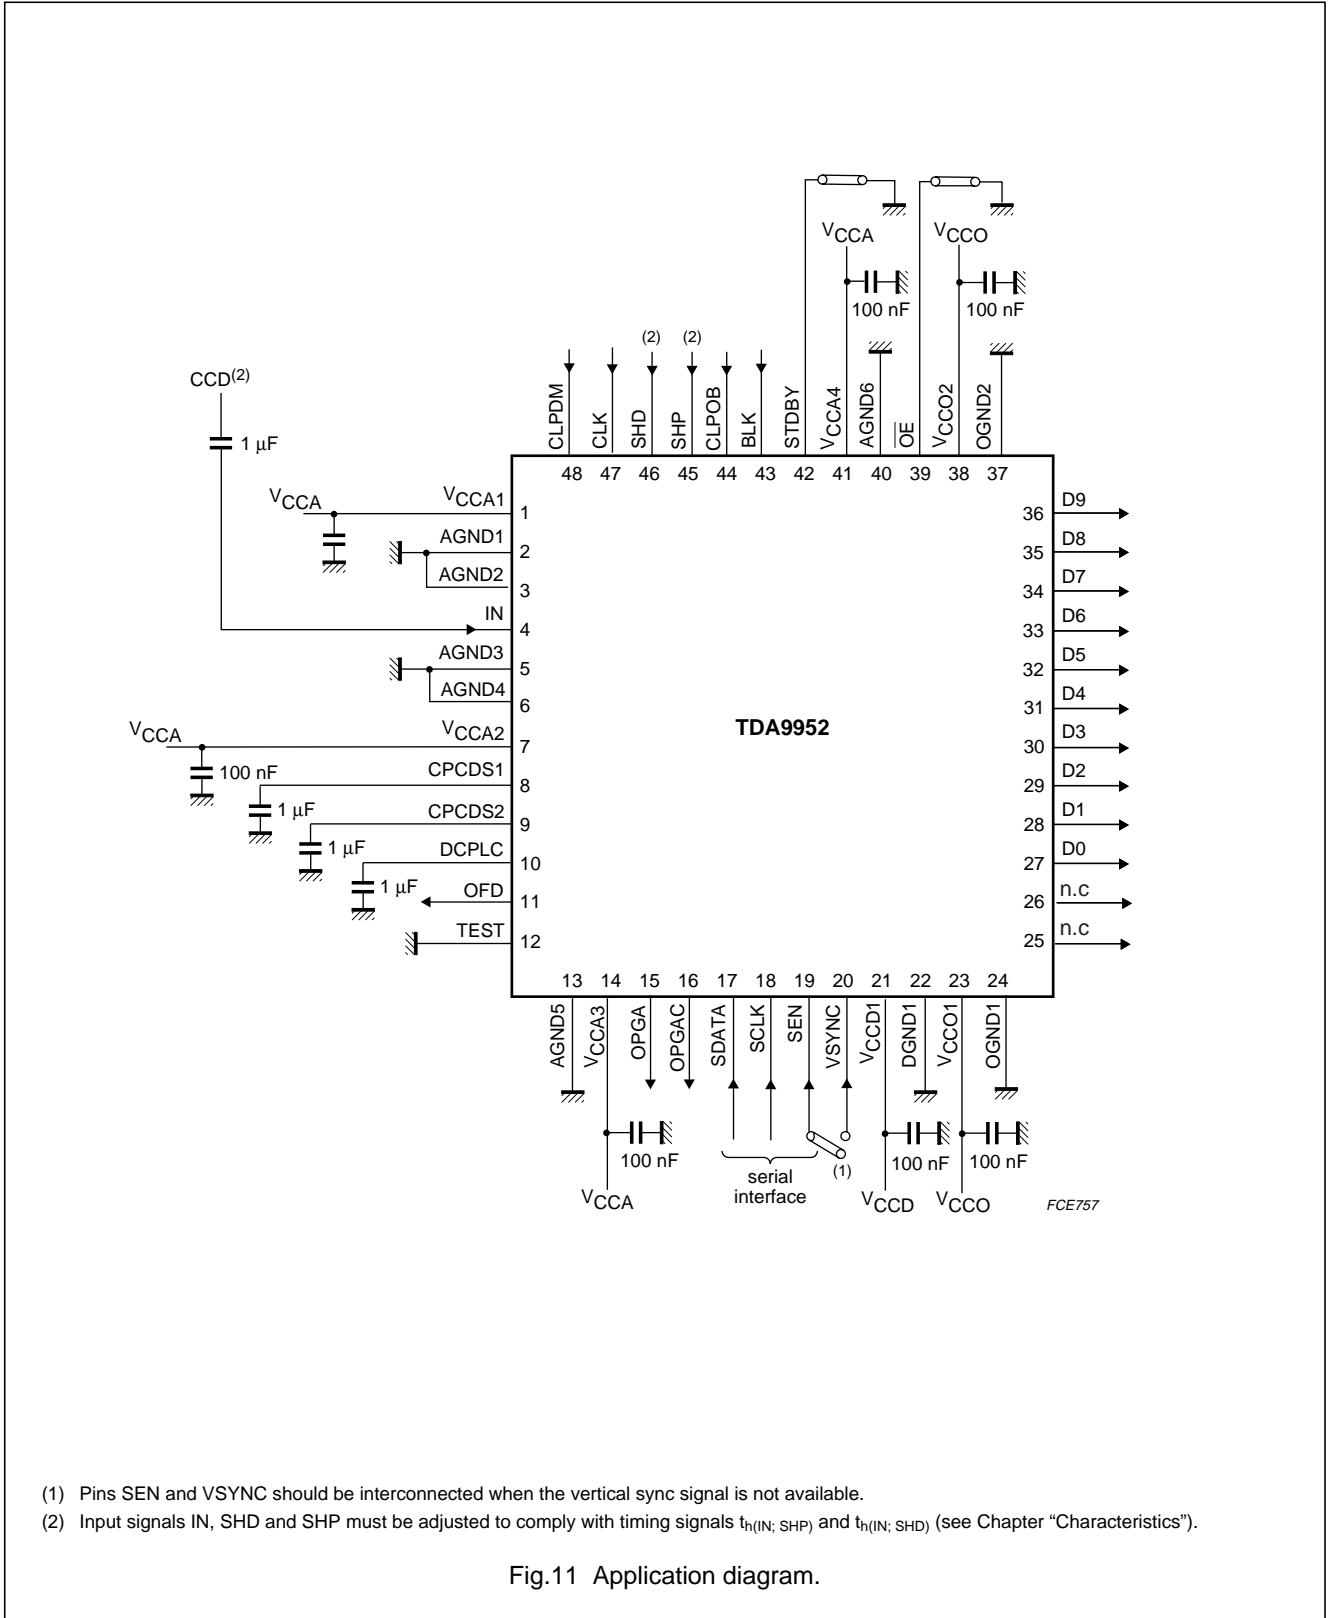 VCCA
VCCO
100 nF
100 nF
(2)
(2)
CCD(2)
1 µF
CLPDM
CLK
SHD
SHP
CLPOB
BLK
STDBY
VCCA4
AGND6
OE
VCCO2
OGND2
48
47
46
45
44
43
42
41
40
39
38
37
VCCA
VCCA1
1
AGND1
2
AGND2
3
IN
4
AGND3
5
AGND4
6
VCCA
VCCA2
7
100 nF
CPCDS1
8
1 µF
CPCDS2
9
1 µF
DCPLC
10
1 µF
OFD
11
TEST
12
TDA9952
36
D9
35
D8
34
D7
33
D6
32
D5
31
D4
30
D3
29
D2
28
D1
27
D0
26
n.c
25
n.c
13
14
15
16
17
18
19
20
21
22
23
24
AGND5
VCCA3
OPGA
OPGAC
SDATA
SCLK
SEN
VSYNC
VCCD1
DGND1
VCCO1
OGND1
100 nF
VCCA
serial
interface
(1)
100 nF
100 nF
VCCD
VCCO
FCE757
(1) Pins SEN and VSYNC should be interconnected when the vertical sync signal is not available.
(2) Input signals IN, SHD and SHP must be adjusted to comply with timing signals th(IN; SHP) and th(IN; SHD) (see Chapter “Characteristics”).
Fig.11 Application diagram.